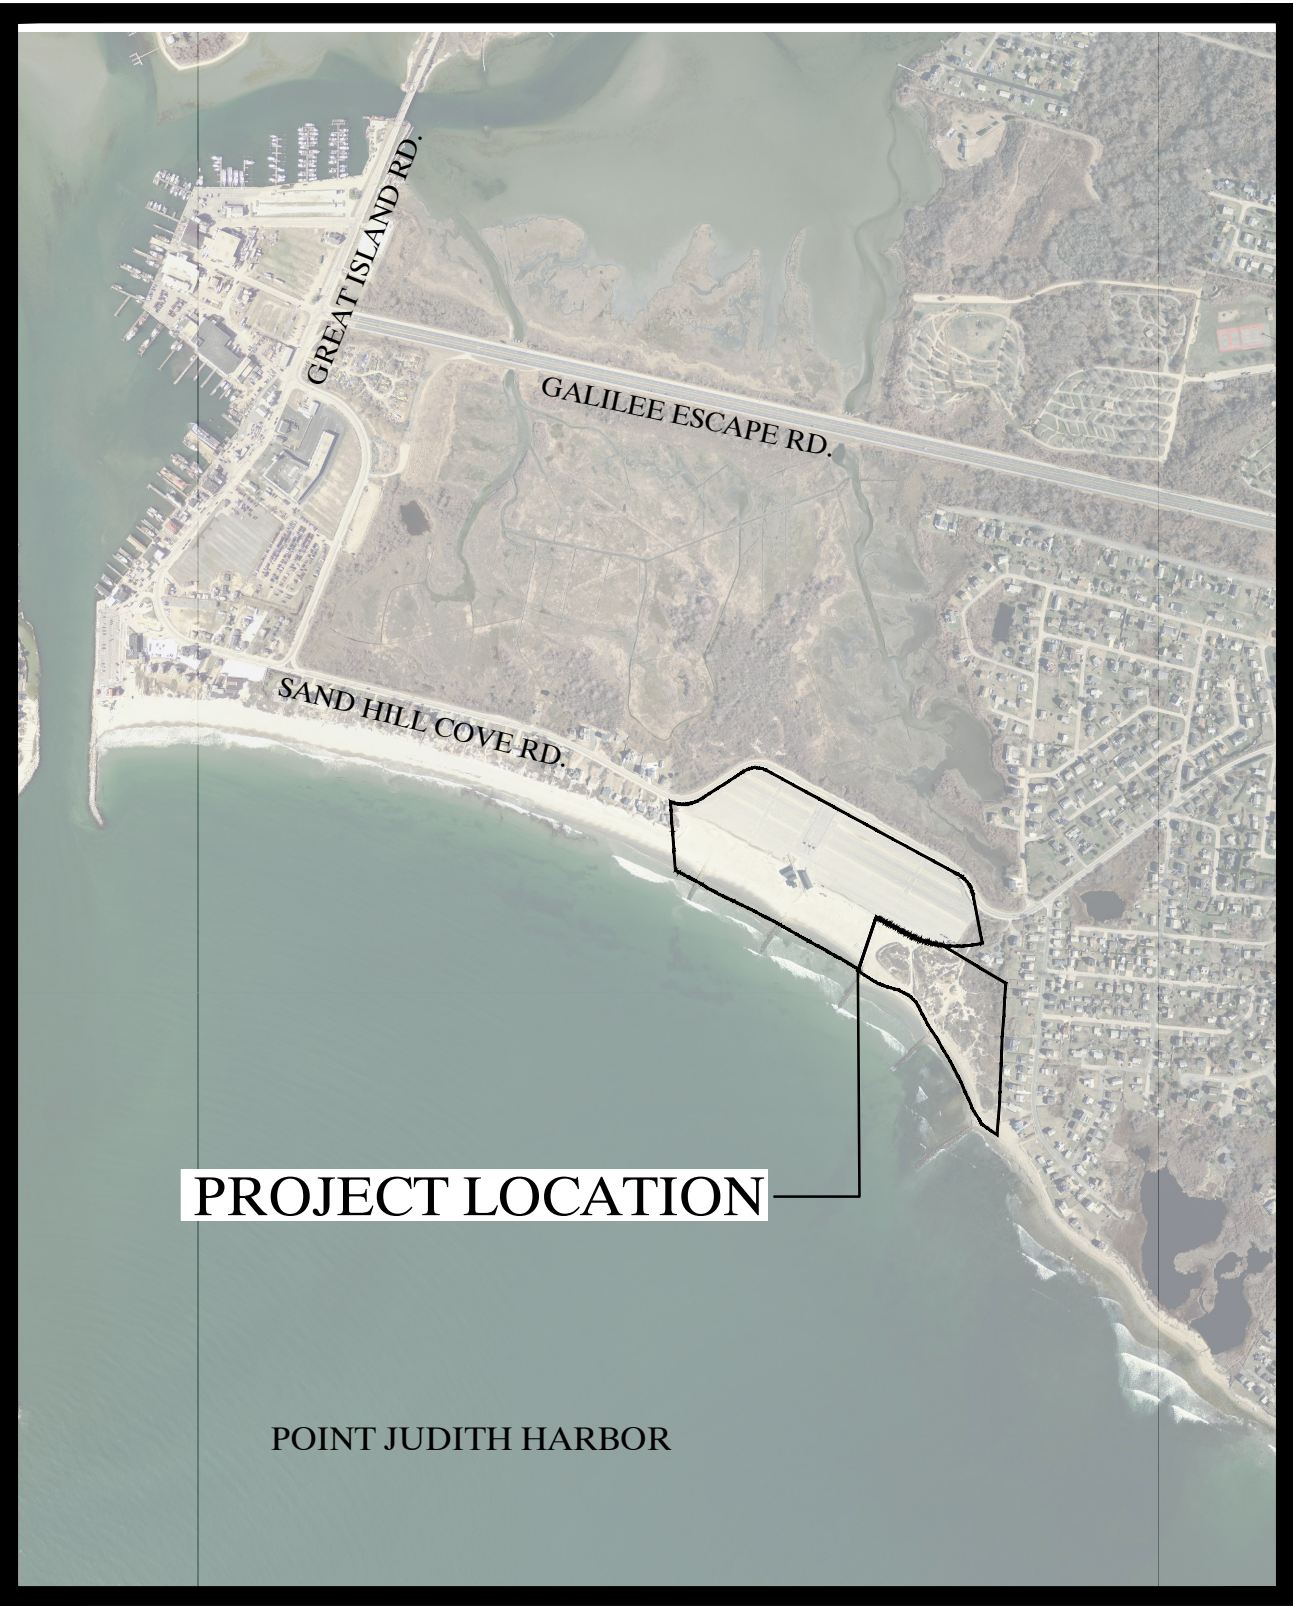 GREAT ISLAND RD.
GALILEE ESCAPE RD.
SAND HILL COVE RD.
PROJECT LOCATION
POINT JUDITH HARBOR